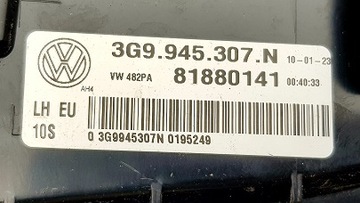 3G9.945.307.N 10-01-23
VW 482PA 81880141 00:40:33
AH4
LH EU
10S 0 3G9945307N 0195249